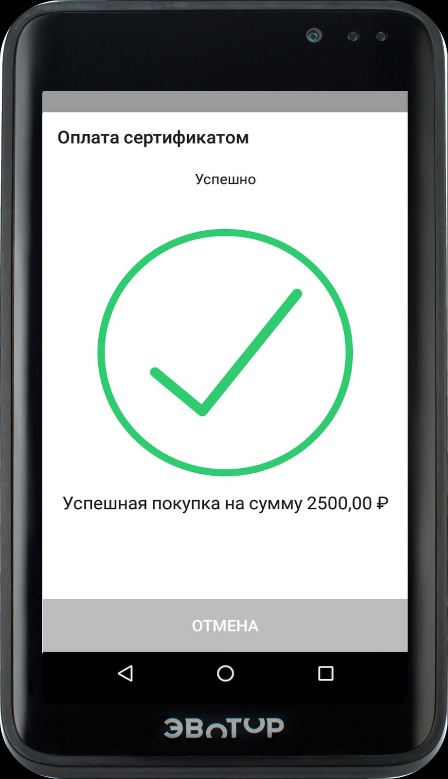 Оплата сертификатом
Успешно
Успешная покупка на сумму 2500,00 ₽
ОТМЕНА
ЭВОТОР